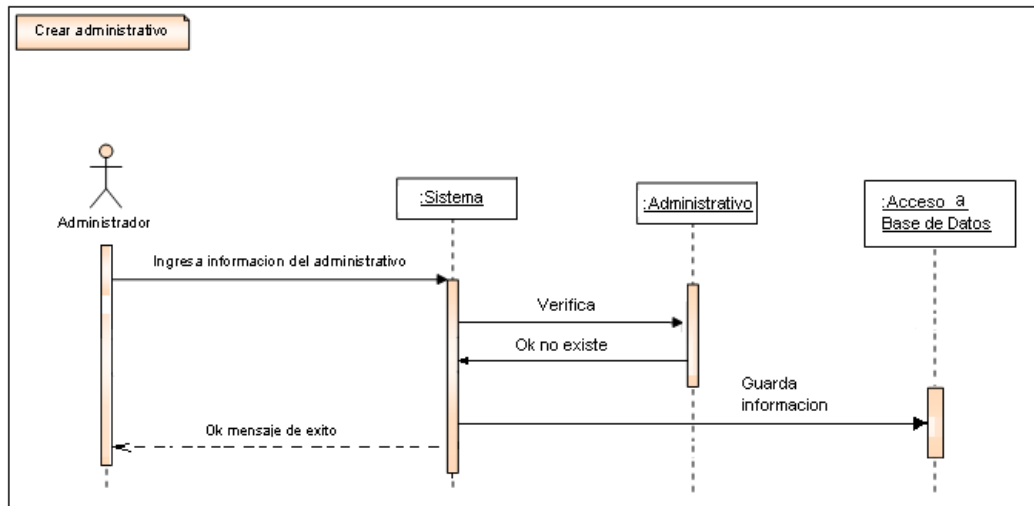 Crear administrativo
Administrador
:Sistema
:Administrativo
:Acceso a
Base de Datos
Ingresa informacion del administrativo
Verifica
Ok no existe
Guarda
informacion
Ok mensaje de exito